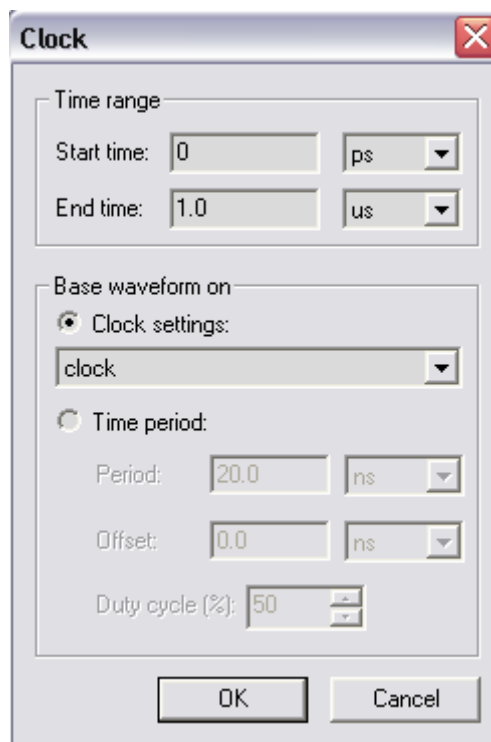 Clock
Time range
Start time: 0 ps
End time: 1.0 us
Base waveform on
Clock settings:
clock
Time period:
Period: 20.0 ns
Offset: 0.0 ns
Duty cycle (%): 50
OK Cancel